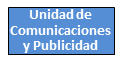 Unidad de
Comunicaciones
y Publicidad